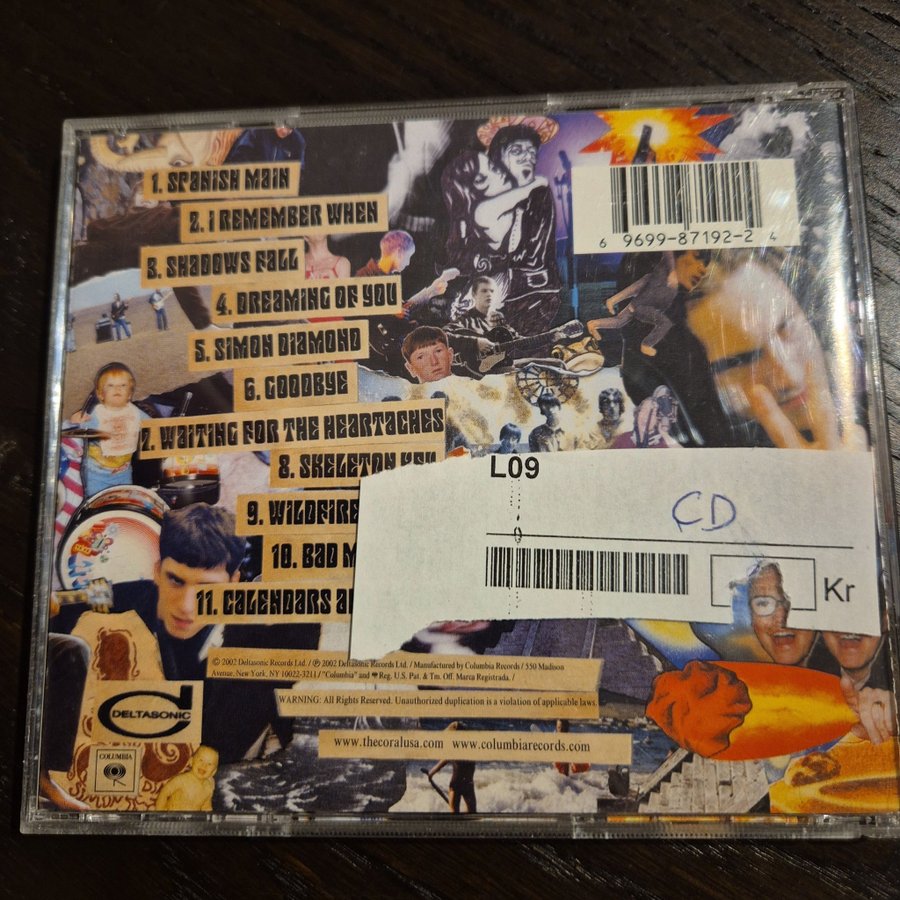 1. SPANISH MAIN
2. I REMEMBER WHEN
3. SHADOWS FALL
4. DREAMING OF YOU
5. SIMON DIAMOND
6. GOODBYE
7. WAITING FOR THE HEARTACHES
8. SKELETON KEY
9. WILDFIRE
10. BAD M
11. CALENDARS A
6 9699-87192-2 4
L09
CD
Kr
© 2002 Deltasonic Records Ltd. / ℗ 2002 Deltasonic Records Ltd. / Manufactured by Columbia Records / 550 Madison
Avenue, New York, NY 10022-3211 / "Columbia" and Reg. U.S. Pat. & Tm. Off. Marca Registrada. /
WARNING: All Rights Reserved. Unauthorized duplication is a violation of applicable laws.
www.thecoralusa.com www.columbiarecords.com
DELTASONIC
COLUMBIA